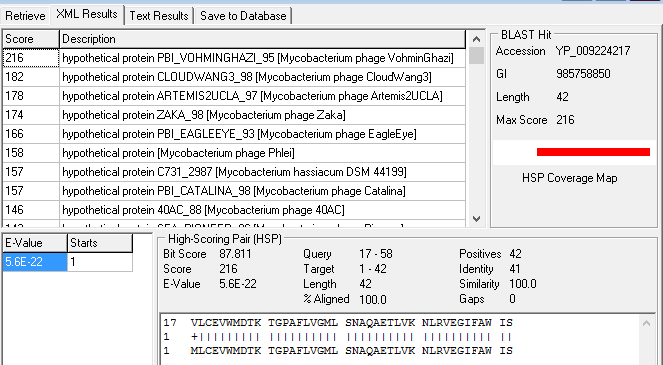 Retrieve XML Results Text Results Save to Database
Score Description
216 hypothetical protein PBI_VOHMINGHAZI_95 [Mycobacterium phage VohminGhazi]
182 hypothetical protein CLOUDWANG3_98 [Mycobacterium phage CloudWang3]
178 hypothetical protein ARTEMIS2UCLA_97 [Mycobacterium phage Artemis2UCLA]
174 hypothetical protein ZAKA_98 [Mycobacterium phage Zaka]
166 hypothetical protein PBI_EAGLEEYE_93 [Mycobacterium phage EagleEye]
158 hypothetical protein [Mycobacterium phage Phlei]
157 hypothetical protein C731_2987 [Mycobacterium hassiacum DSM 44199]
157 hypothetical protein PBI_CATALINA_98 [Mycobacterium phage Catalina]
146 hypothetical protein 40AC_88 [Mycobacterium phage 40AC]
BLAST Hit
Accession YP_009224217
GI 985758850
Length 42
Max Score 216
HSP Coverage Map
E-Value Starts
5.6E-22 1
High-Scoring Pair (HSP)
Bit Score 87.811 Query 17 - 58 Positives 42
Score 216 Target 1 - 42 Identity 41
E-Value 5.6E-22 Length 42 Similarity 100.0
% Aligned 100.0 Gaps 0
17 VLCEVWMDTK TGPAFLVGML SNAQAETLVK NLRVEGIFAW IS
1 +||||||||| |||||||||| |||||||||| |||||||||| ||
1 MLCEVWMDTK TGPAFLVGML SNAQAETLVK NLRVEGIFAW IS